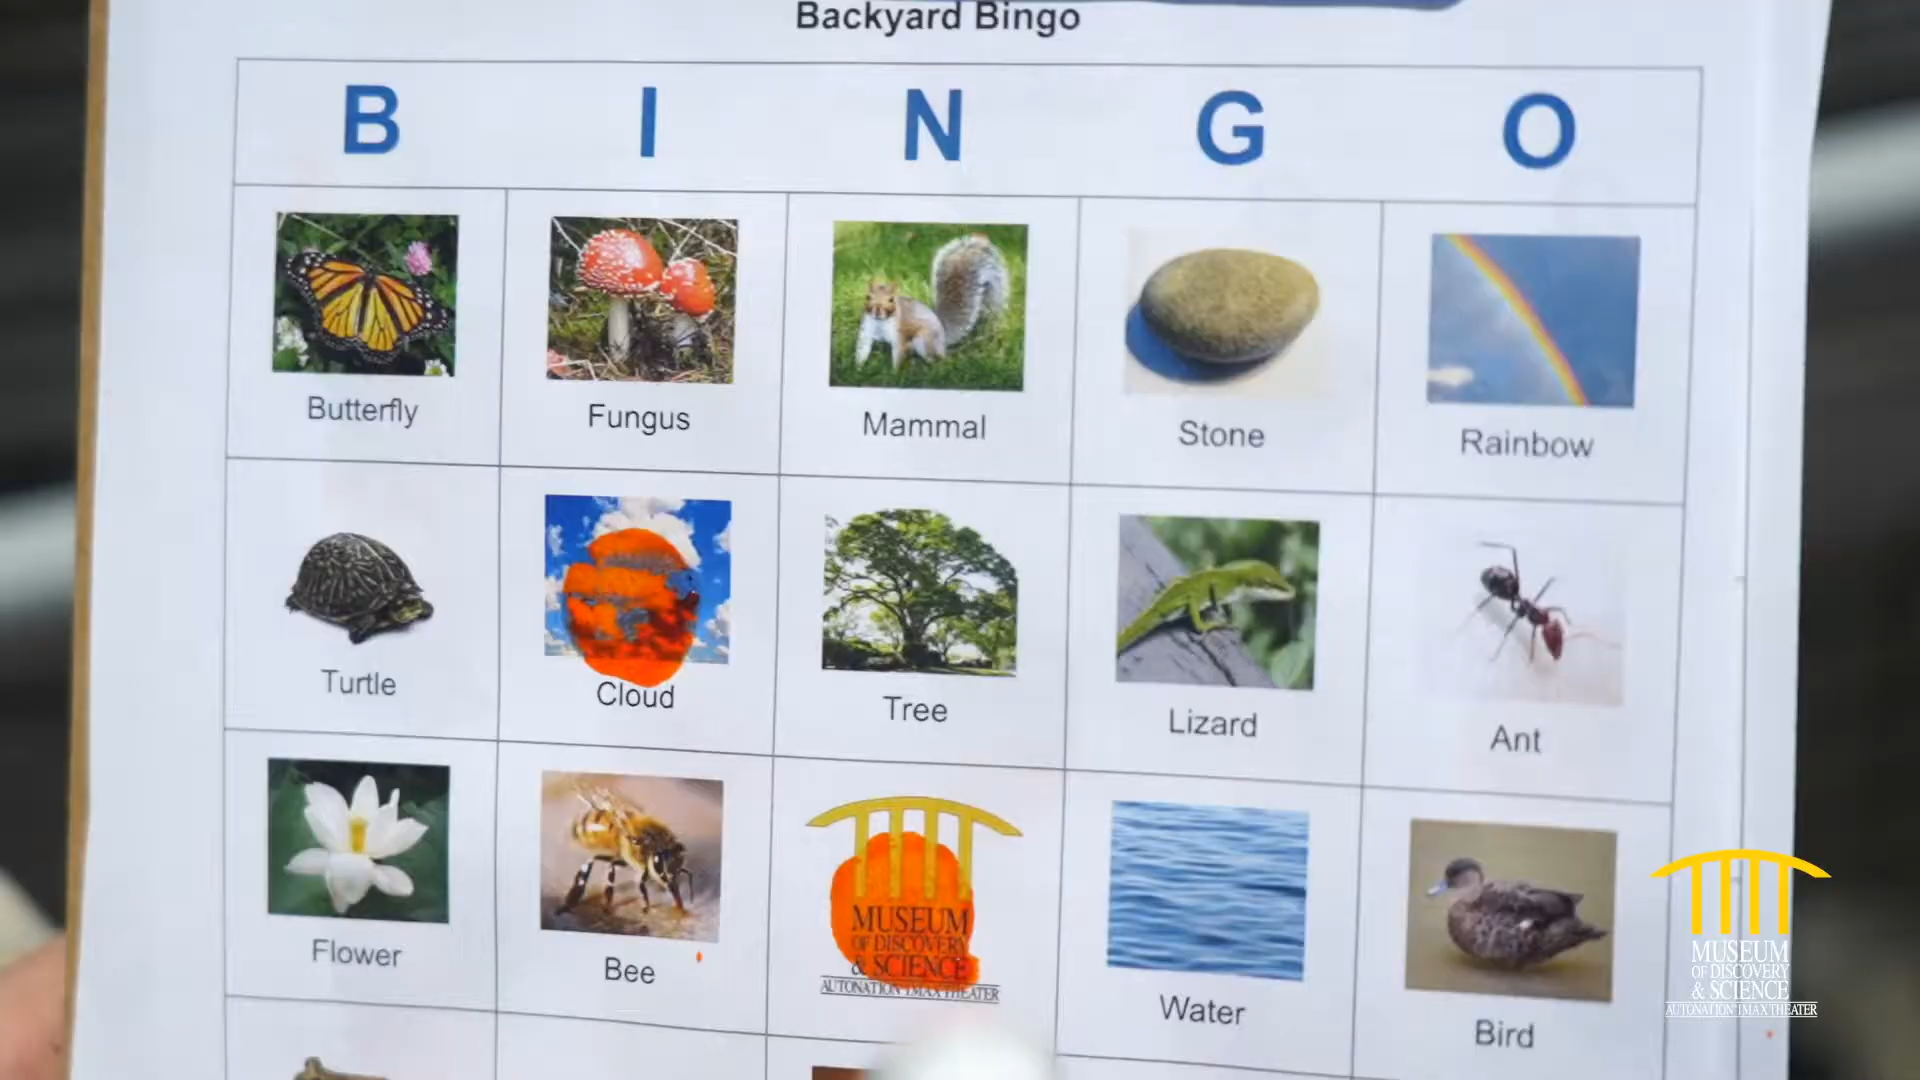 Backyard Bingo
B I N G O
Butterfly Fungus Mammal Stone Rainbow
Turtle Cloud Tree Lizard Ant
Flower Bee Water Bird
MUSEUM
OF DISCOVERY
& SCIENCE
AUTONATION IMAX THEATER
MUSEUM
OF DISCOVERY
& SCIENCE
AUTONATION IMAX THEATER